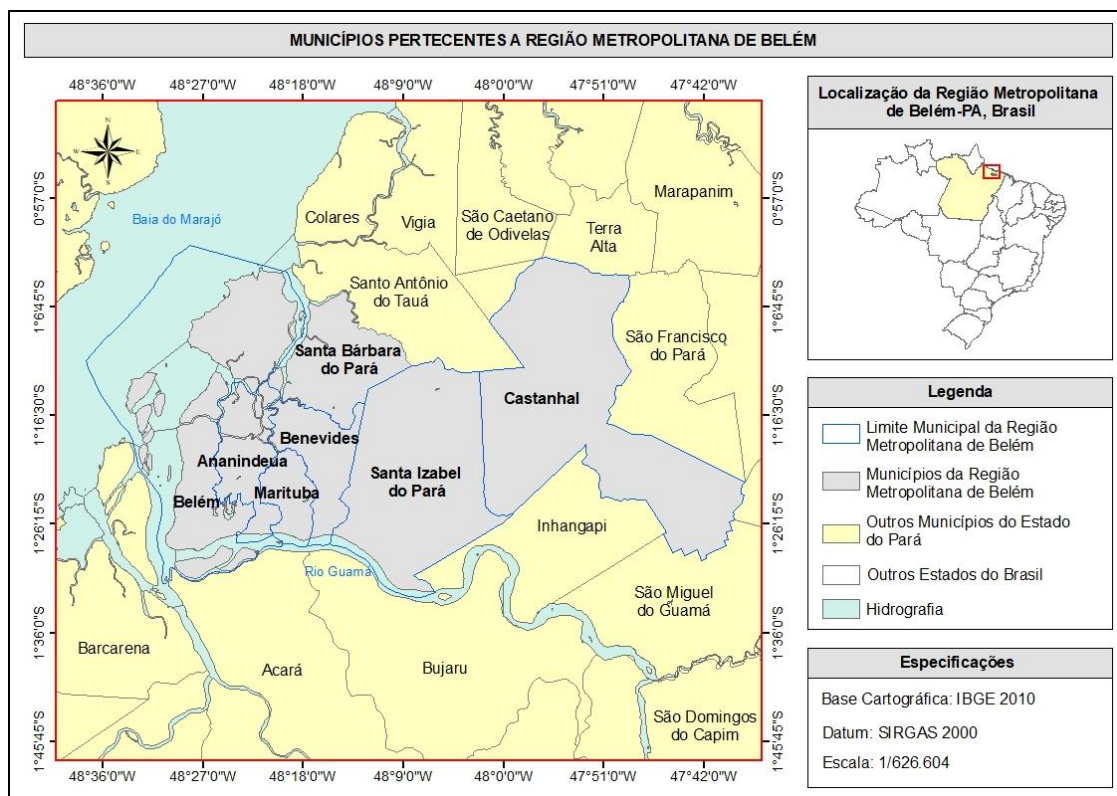 MUNICÍPIOS PERTECENTES A REGIÃO METROPOLITANA DE BELÉM
48°36'0"W 48°27'0"W 48°18'0"W 48°9'0"W 48°0'0"W 47°51'0"W 47°42'0"W
0°57'0"S
1°6'45"S
1°16'30"S
1°26'15"S
1°36'0"S
1°45'45"S
N
W E
S
Baia do Marajó
Colares
Vigia
São Caetano
de Odivelas
Marapanim
Terra
Alta
Santo Antônio
do Tauá
São Francisco
do Pará
Santa Bárbara
do Pará
Castanhal
Benevides
Ananindeua
Santa Izabel
do Pará
Marituba
Belém
Inhangapi
Rio Guamá
São Miguel
do Guamá
Barcarena
Acará
Bujaru
São Domingos
do Capim
0°57'0"S
1°6'45"S
1°16'30"S
1°26'15"S
1°36'0"S
1°45'45"S
48°36'0"W 48°27'0"W 48°18'0"W 48°9'0"W 48°0'0"W 47°51'0"W 47°42'0"W
Localização da Região Metropolitana
de Belém-PA, Brasil
Legenda
Limite Municipal da Região
Metropolitana de Belém
Municípios da Região
Metropolitana de Belém
Outros Municípios do Estado
do Pará
Outros Estados do Brasil
Hidrografia
Especificações
Base Cartográfica: IBGE 2010
Datum: SIRGAS 2000
Escala: 1/626.604